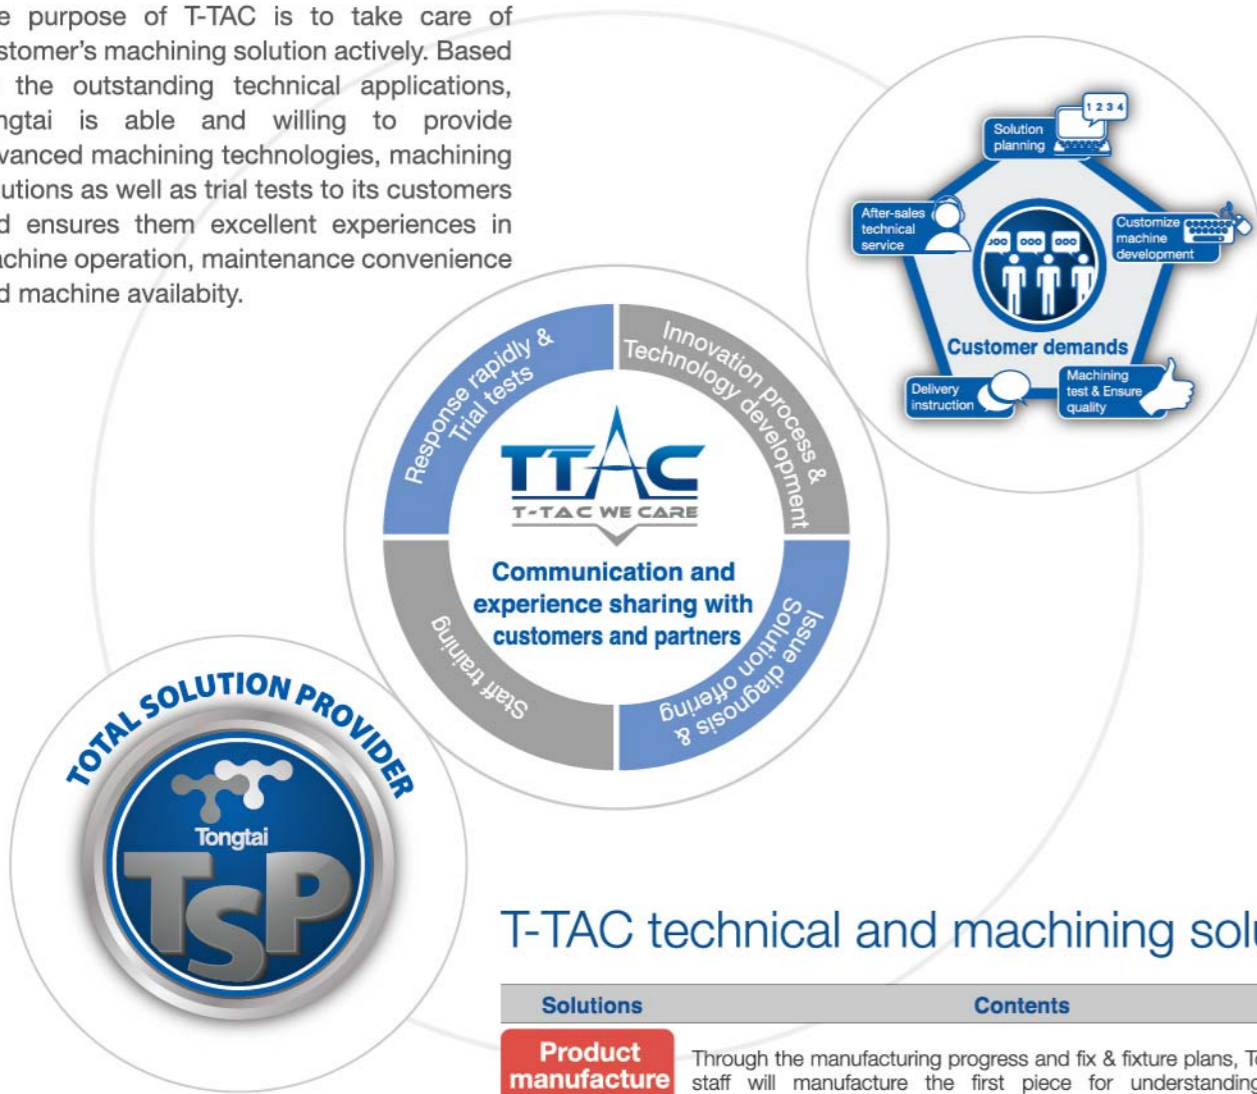 e purpose of T-TAC is to take care of
stomer's machining solution actively. Based
the outstanding technical applications,
ngtai is able and willing to provide
vanced machining technologies, machining
utions as well as trial tests to its customers
d ensures them excellent experiences in
achine operation, maintenance convenience
d machine availabity.
1 2 3 4
Solution
planning
After-sales
technical
service
Customize
machine
development
Customer demands
Delivery
instruction
Machining
test & Ensure
quality
Response rapidly &
Trial tests
Innovation process &
Technology development
TTAC
T-TAC WE CARE
Communication and
experience sharing with
customers and partners
Staff training
Issue diagnosis &
Solution offering
TOTAL SOLUTION PROVIDER
Tongtai
TSP
T-TAC technical and machining solu
Solutions Contents
Product
manufacture
Through the manufacturing progress and fix & fixture plans, To
staff will manufacture the first piece for understanding